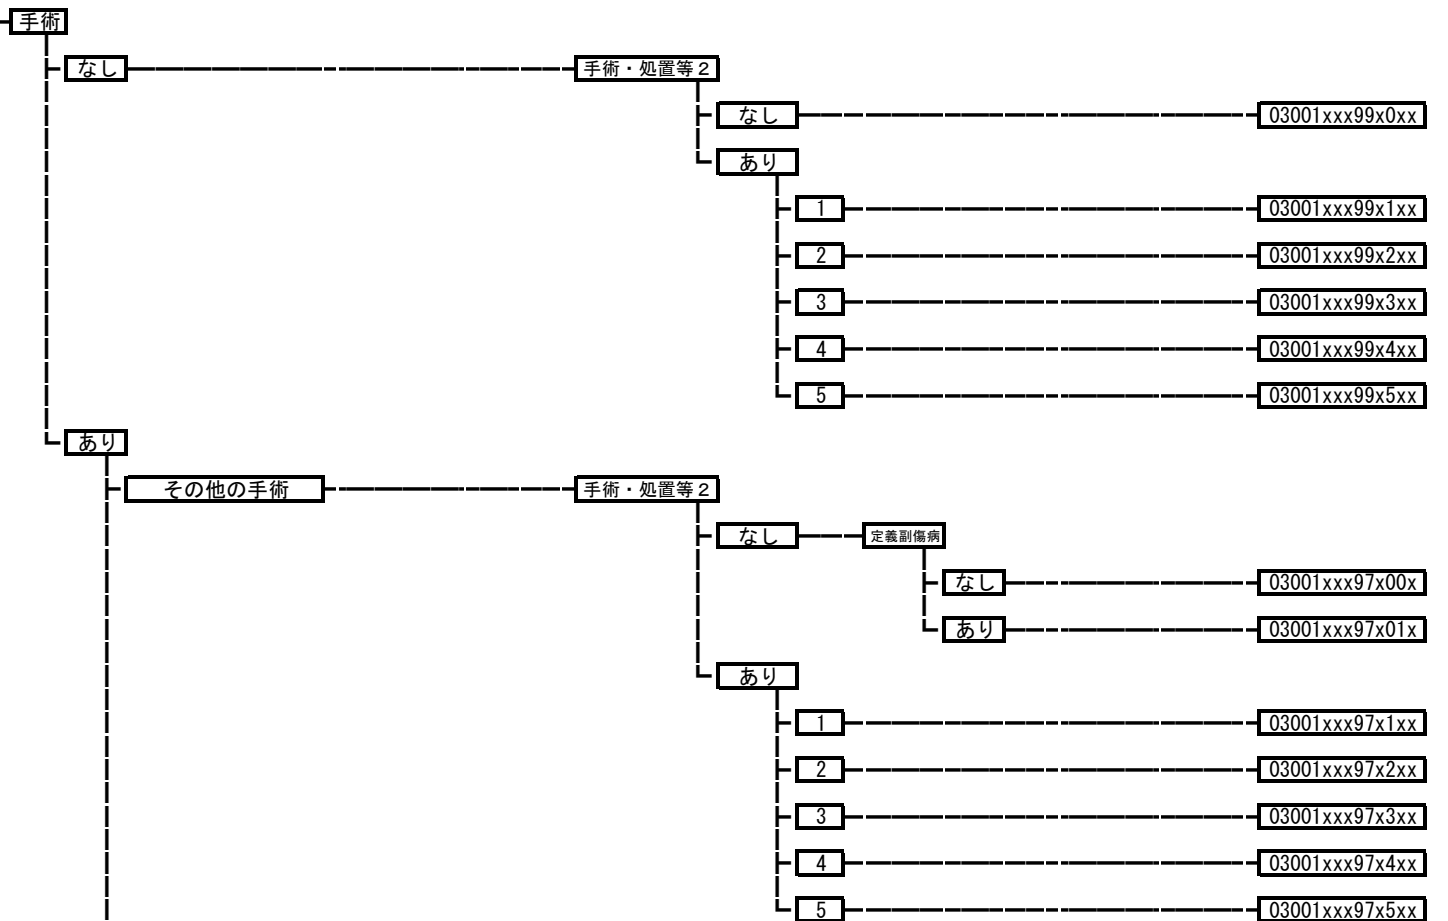 手術
なし 手術・処置等2
なし 03001xxx99x0xx
あり
1 03001xxx99x1xx
2 03001xxx99x2xx
3 03001xxx99x3xx
4 03001xxx99x4xx
5 03001xxx99x5xx
あり
その他の手術 手術・処置等2
なし 定義副傷病
なし 03001xxx97x00x
あり 03001xxx97x01x
あり
1 03001xxx97x1xx
2 03001xxx97x2xx
3 03001xxx97x3xx
4 03001xxx97x4xx
5 03001xxx97x5xx